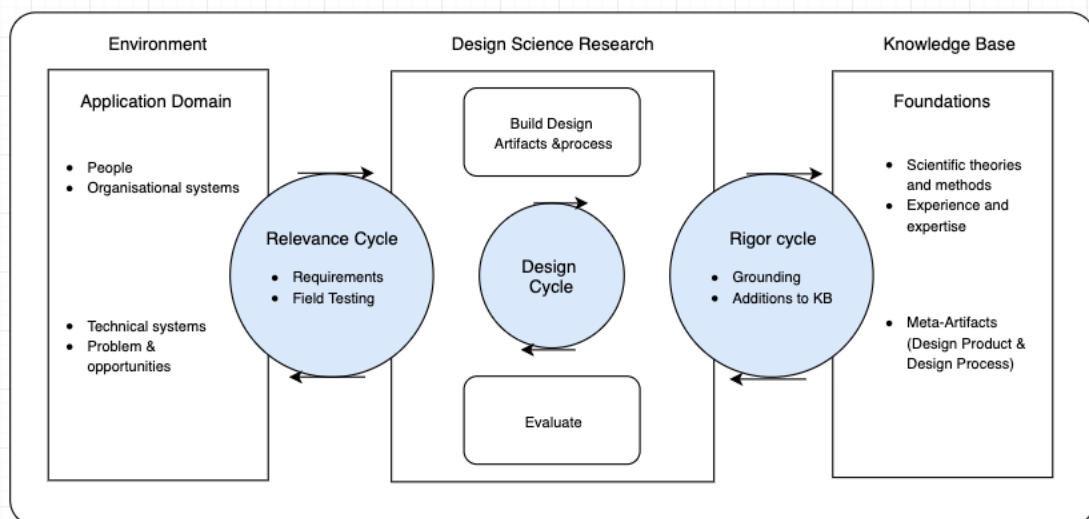 Environment
Design Science Research
Knowledge Base
Application Domain
• People
• Organisational systems
• Technical systems
• Problem &
opportunities
Relevance Cycle
• Requirements
• Field Testing
Build Design
Artifacts &process
Design
Cycle
Evaluate
Rigor cycle
• Grounding
• Additions to KB
Foundations
• Scientific theories
and methods
• Experience and
expertise
• Meta-Artifacts
(Design Product &
Design Process)